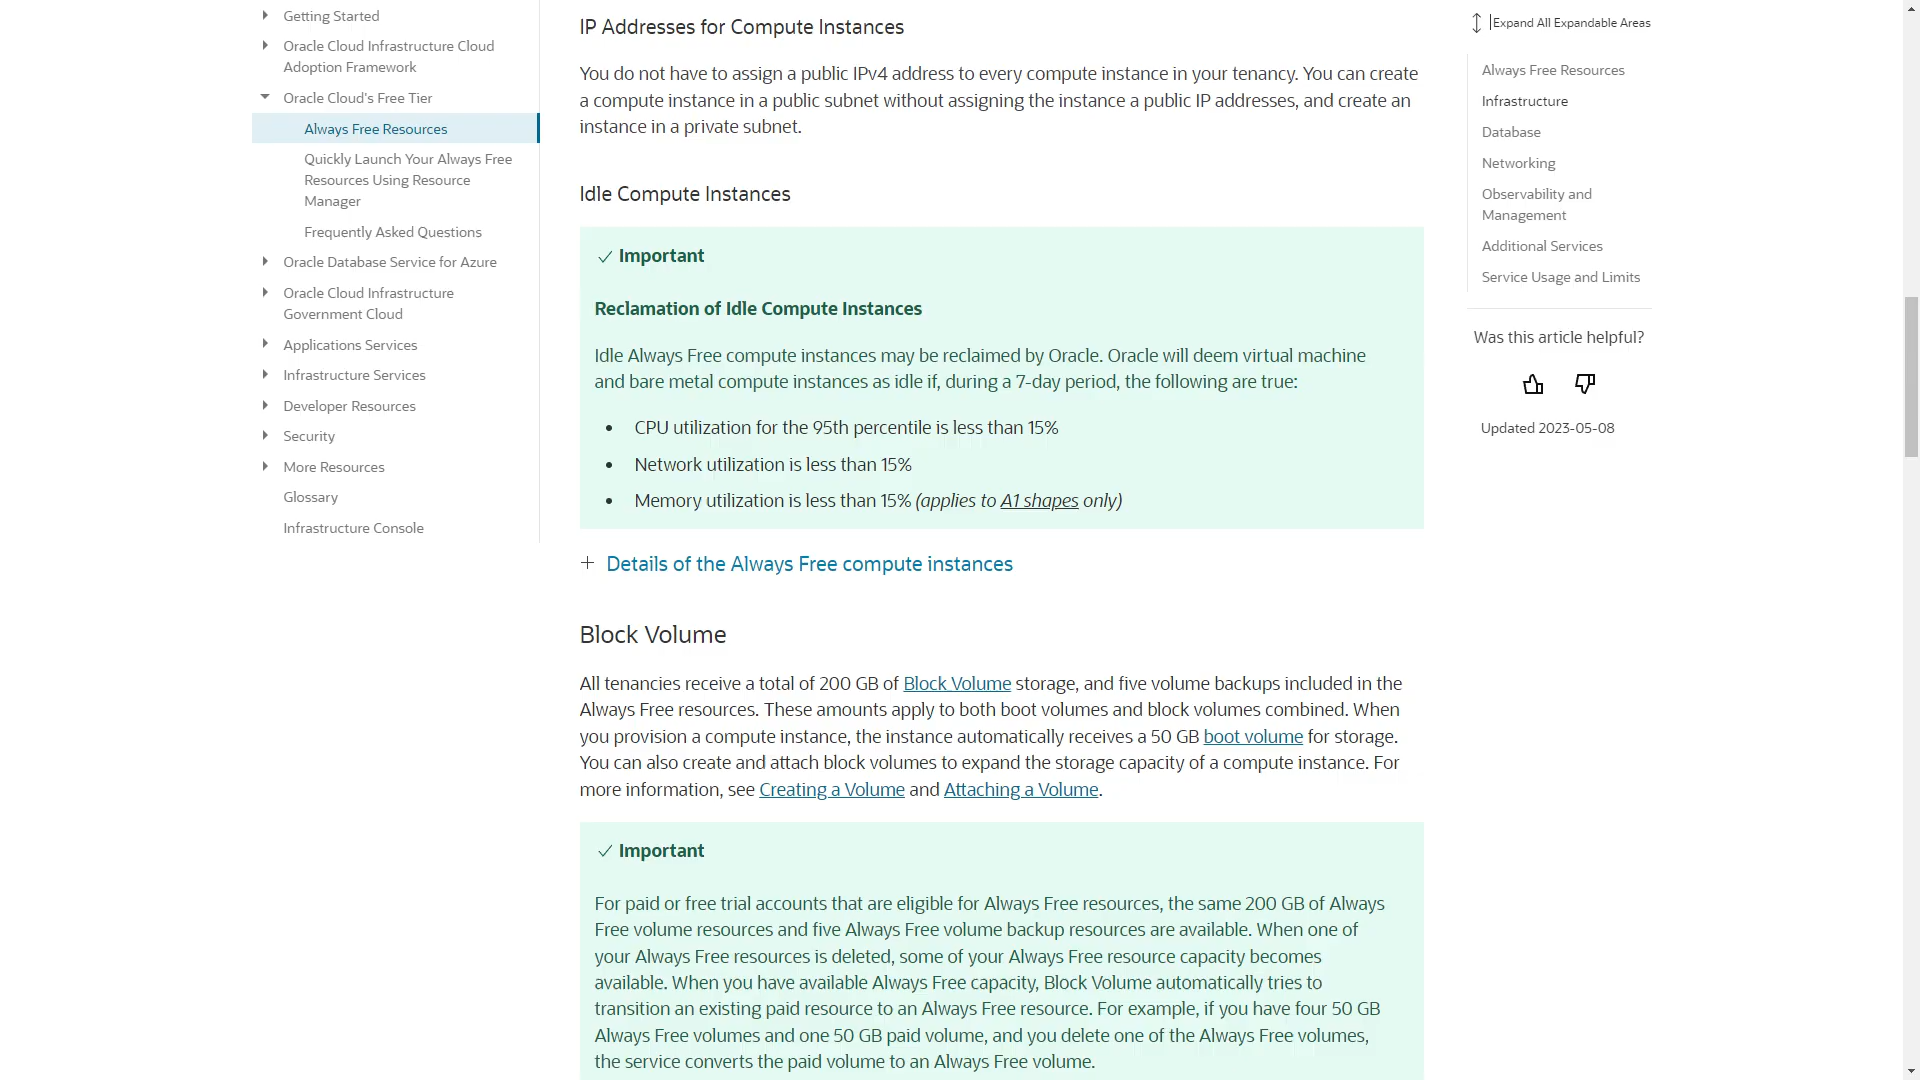 Getting Started
Oracle Cloud Infrastructure Cloud
Adoption Framework
Oracle Cloud's Free Tier
Always Free Resources
Quickly Launch Your Always Free
Resources Using Resource
Manager
Frequently Asked Questions
Oracle Database Service for Azure
Oracle Cloud Infrastructure
Government Cloud
Applications Services
Infrastructure Services
Developer Resources
Security
More Resources
Glossary
Infrastructure Console
IP Addresses for Compute Instances
You do not have to assign a public IPv4 address to every compute instance in your tenancy. You can create
a compute instance in a public subnet without assigning the instance a public IP addresses, and create an
instance in a private subnet.
Idle Compute Instances
Important
Reclamation of Idle Compute Instances
Idle Always Free compute instances may be reclaimed by Oracle. Oracle will deem virtual machine
and bare metal compute instances as idle if, during a 7-day period, the following are true:
• CPU utilization for the 95th percentile is less than 15%
• Network utilization is less than 15%
• Memory utilization is less than 15% (applies to A1 shapes only)
+ Details of the Always Free compute instances
Block Volume
All tenancies receive a total of 200 GB of Block Volume storage, and five volume backups included in the
Always Free resources. These amounts apply to both boot volumes and block volumes combined. When
you provision a compute instance, the instance automatically receives a 50 GB boot volume for storage.
You can also create and attach block volumes to expand the storage capacity of a compute instance. For
more information, see Creating a Volume and Attaching a Volume.
Important
For paid or free trial accounts that are eligible for Always Free resources, the same 200 GB of Always
Free volume resources and five Always Free volume backup resources are available. When one of
your Always Free resources is deleted, some of your Always Free resource capacity becomes
available. When you have available Always Free capacity, Block Volume automatically tries to
transition an existing paid resource to an Always Free resource. For example, if you have four 50 GB
Always Free volumes and one 50 GB paid volume, and you delete one of the Always Free volumes,
the service converts the paid volume to an Always Free volume.
Expand All Expandable Areas
Always Free Resources
Infrastructure
Database
Networking
Observability and
Management
Additional Services
Service Usage and Limits
Was this article helpful?
Updated 2023-05-08